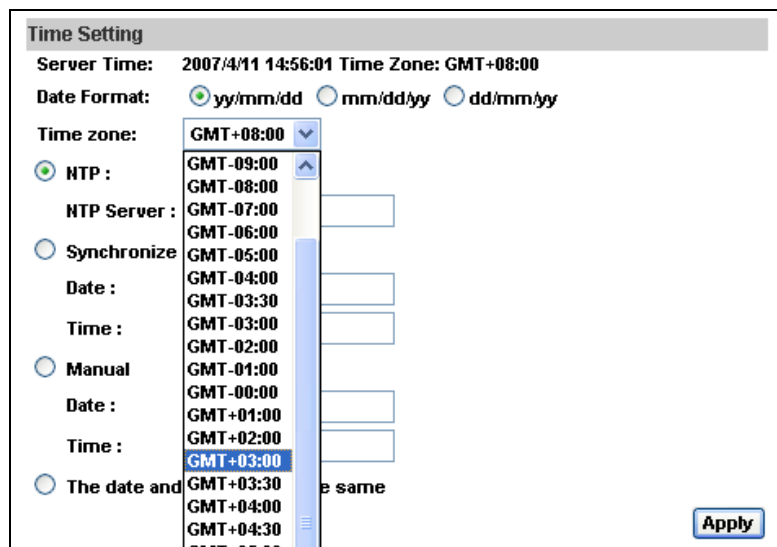 Time Setting
Server Time: 2007/4/11 14:56:01 Time Zone: GMT+08:00
Date Format: yy/mm/dd mm/dd/yy dd/mm/yy
Time zone: GMT+08:00
GMT-09:00
NTP :
GMT-08:00
NTP Server : GMT-07:00
GMT-06:00
Synchronize GMT-05:00
GMT-04:00
Date :
GMT-03:30
Time : GMT-03:00
GMT-02:00
Manual GMT-01:00
GMT-00:00
Date : GMT+01:00
GMT+02:00
Time :
GMT+03:00
The date and GMT+03:30 e same
GMT+04:00
GMT+04:30
Apply